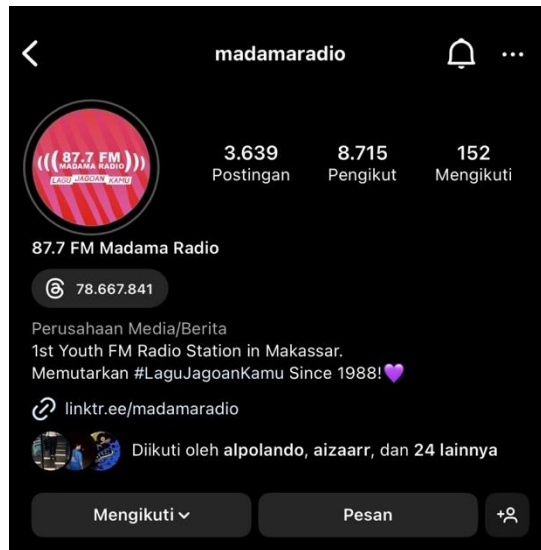 madamaradio
87.7 FM
MADAMA RADIO
LAGU JAGOAN KAMU
3.639 8.715 152
Postingan Pengikut Mengikuti
87.7 FM Madama Radio
78.667.841
Perusahaan Media/Berita
1st Youth FM Radio Station in Makassar.
Memutarkan #LaguJagoanKamu Since 1988!💜
linktr.ee/madamaradio
Diikuti oleh alpolando, aizaarr, dan 24 lainnya
Mengikuti Pesan